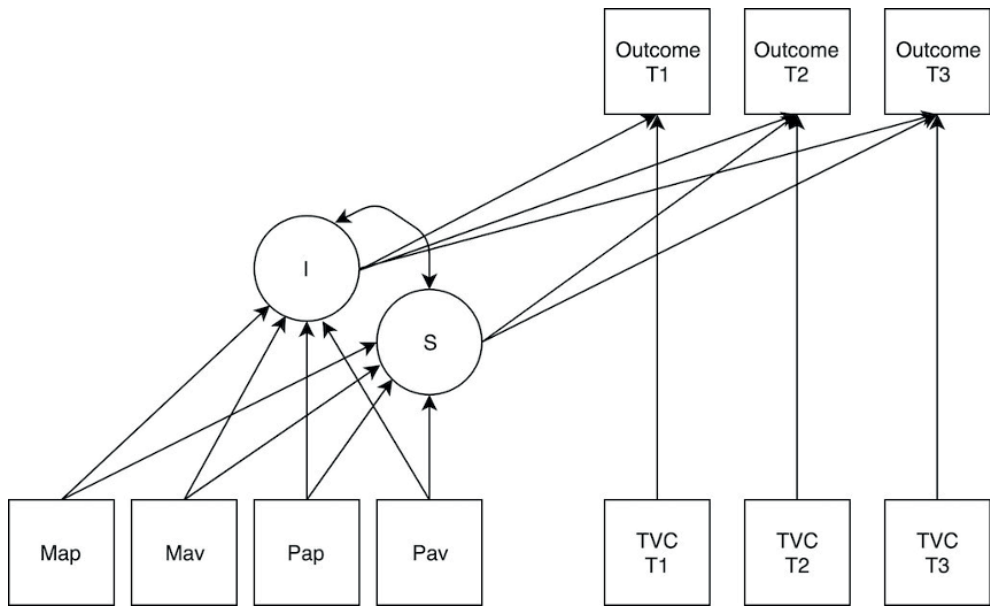 Outcome
T1
Outcome
T2
Outcome
T3
I
S
Map
Mav
Pap
Pav
TVC
T1
TVC
T2
TVC
T3